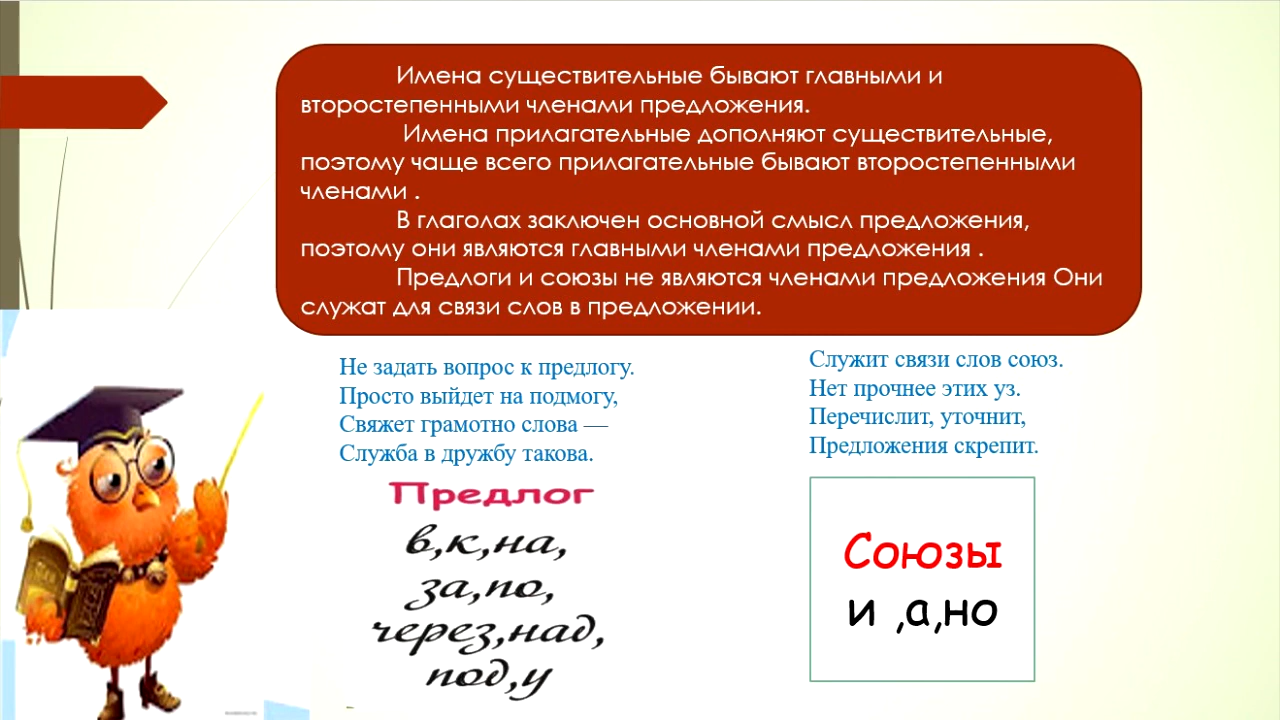 Имена существительные бывают главными и
второстепенными членами предложения.
Имена прилагательные дополняют существительные,
поэтому чаще всего прилагательные бывают второстепенными
членами .
В глаголах заключен основной смысл предложения,
поэтому они являются главными членами предложения .
Предлоги и союзы не являются членами предложения Они
служат для связи слов в предложении.
Не задать вопрос к предлогу.
Просто выйдет на подмогу,
Свяжет грамотно слова —
Служба в дружбу такова.
Предлог
в,к,на,
за,по,
через,над,
под,у
Служит связи слов союз.
Нет прочнее этих уз.
Перечислит, уточнит,
Предложения скрепит.
Союзы
и ,а,но